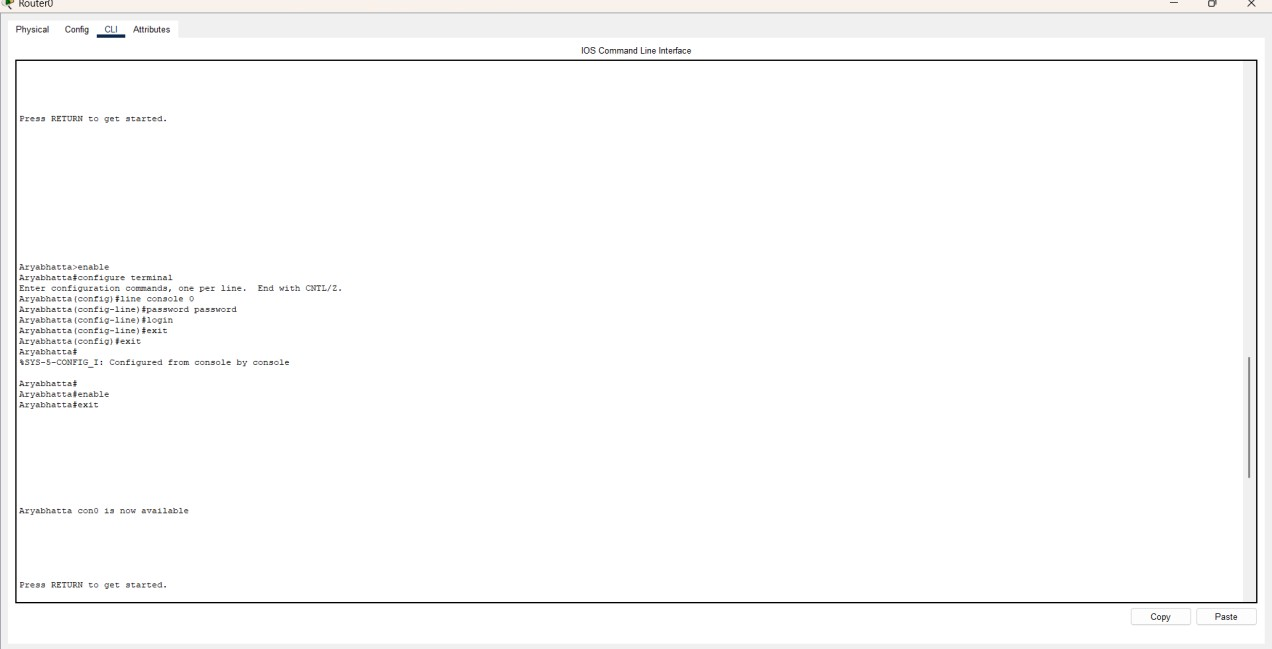 Router0
Physical Config CLI Attributes
IOS Command Line Interface
Press RETURN to get started.
Aryabhatta>enable
Aryabhatta#configure terminal
Enter configuration commands, one per line.  End with CNTL/Z.
Aryabhatta(config)#line console 0
Aryabhatta(config-line)#password password
Aryabhatta(config-line)#login
Aryabhatta(config-line)#exit
Aryabhatta(config)#exit
Aryabhatta#
%SYS-5-CONFIG_I: Configured from console by console
Aryabhatta#
Aryabhatta#enable
Aryabhatta#exit
Aryabhatta con0 is now available
Press RETURN to get started.
Copy Paste